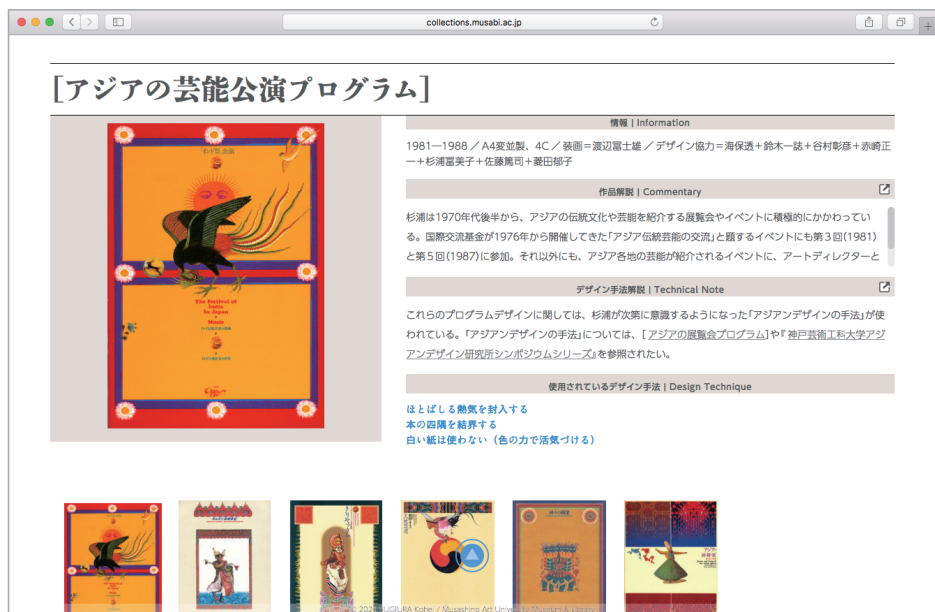 collections.musabi.ac.jp
[アジアの芸能公演プログラム]
The Festival of
India
In Japan
Music
情報 | Information
1981—1988 ／ A4変並製、4C ／ 装画＝渡辺冨士雄 ／ デザイン協力＝海保透＋鈴木一誌＋谷村彰彦＋赤崎正
一＋杉浦冨美子＋佐藤篤司＋菱田郁子
作品解説 | Commentary
杉浦は1970年代後半から、アジアの伝統文化や芸能を紹介する展覧会やイベントに積極的にかかわってい
る。国際交流基金が1976年から開催してきた「アジア伝統芸能の交流」と題するイベントにも第３回(1981)
と第５回(1987)に参加。それ以外にも、アジア各地の芸能が紹介されるイベントに、アートディレクターと
デザイン手法解説 | Technical Note
これらのプログラムデザインに関しては、杉浦が次第に意識するようになった「アジアンデザインの手法」が使
われている。「アジアンデザインの手法」については、[アジアの展覧会プログラム]や『神戸芸術工科大学アジ
アンデザイン研究所シンポジウムシリーズ』を参照されたい。
使用されているデザイン手法 | Design Technique
ほとばしる熱気を封入する
本の四隅を結界する
白い紙は使わない（色の力で活気づける）
SUGIURA Kohei / Musashino Art University Museum & Library